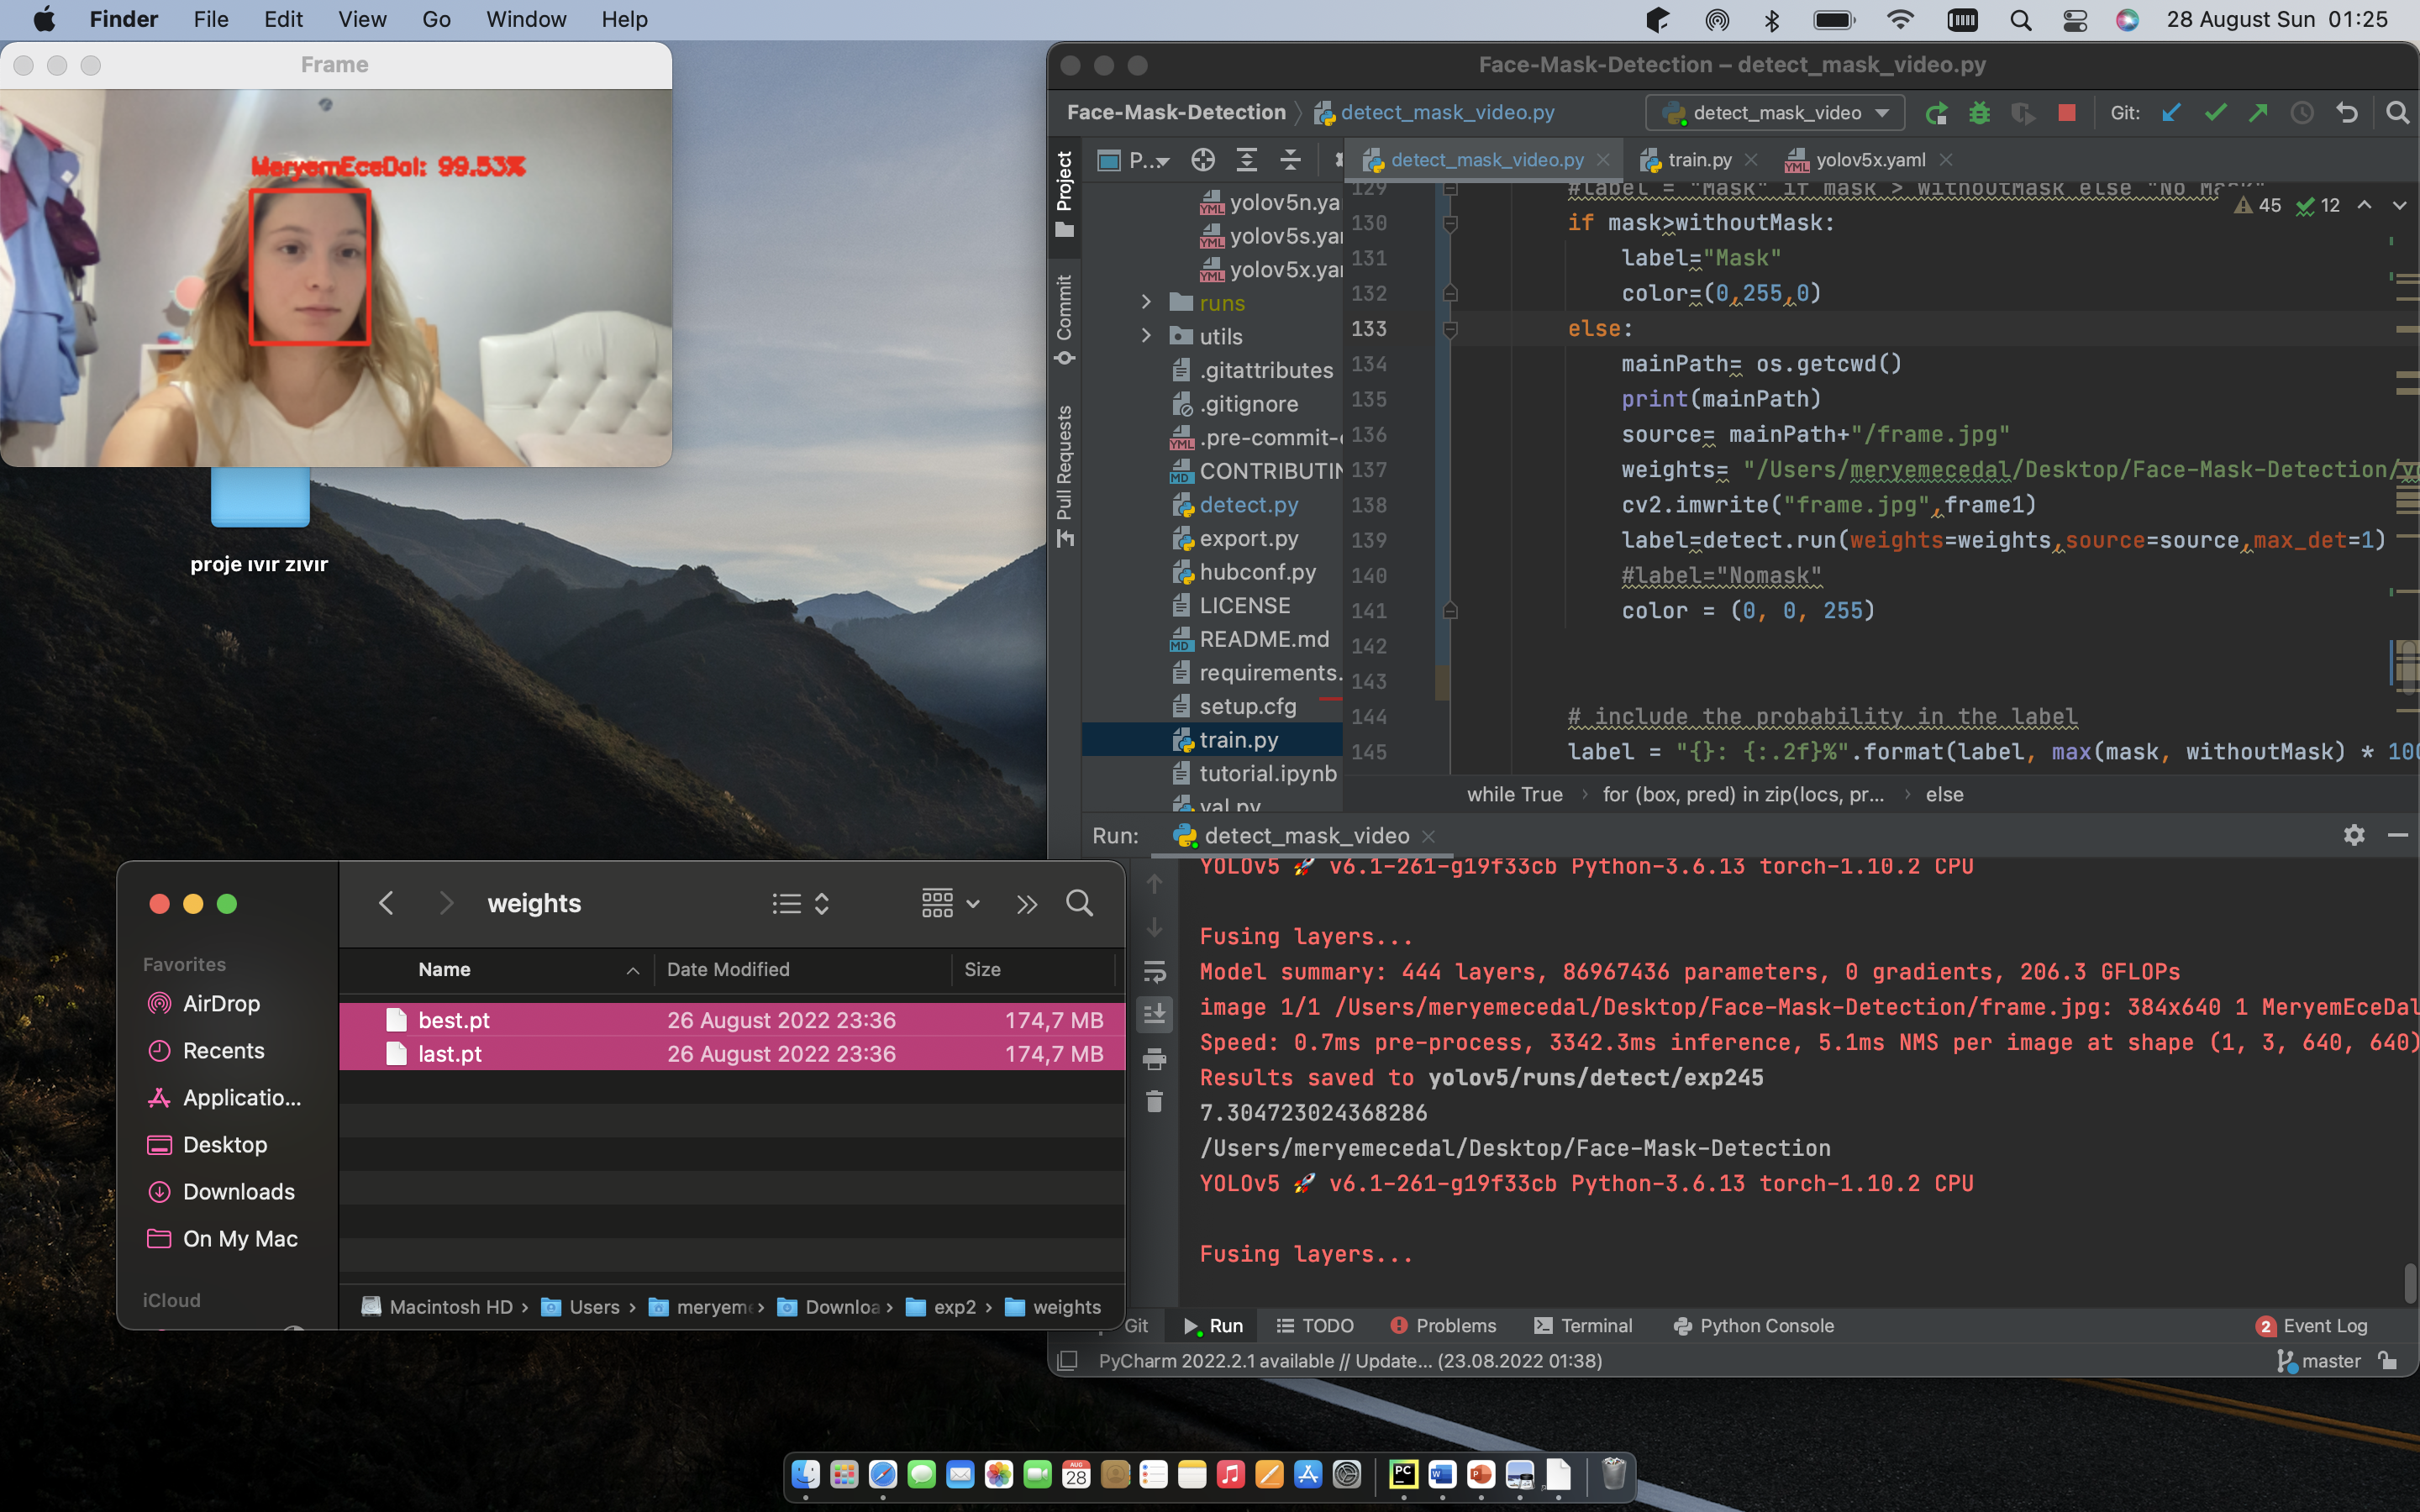 Finder File Edit View Go Window Help
28 August Sun 01:25
Frame
MeryemEceDal: 99.53%
proje ıvır zıvır
Face-Mask-Detection – detect_mask_video.py
Face-Mask-Detection detect_mask_video.py
detect_mask_video
Git:
Project
Commit
Pull Requests
P...
detect_mask_video.py
train.py
yolov5x.yaml
45 12
yolov5n.ya
yolov5s.ya
yolov5x.ya
runs
utils
.gitattributes
.gitignore
.pre-commit-c
CONTRIBUTIN
detect.py
export.py
hubconf.py
LICENSE
README.md
requirements.
setup.cfg
train.py
tutorial.ipynb
val.py
129 #label = "Mask" if mask > withoutMask else "No Mask"
130 if mask>withoutMask:
131 label="Mask"
132 color=(0,255,0)
133 else:
134 mainPath= os.getcwd()
135 print(mainPath)
136 source= mainPath+"/frame.jpg"
137 weights= "/Users/meryemecedal/Desktop/Face-Mask-Detection/yo
138 cv2.imwrite("frame.jpg",frame1)
139 label=detect.run(weights=weights,source=source,max_det=1)
140 #label="Nomask"
141 color = (0, 0, 255)
142
143
144 # include the probability in the label
145 label = "{}: {:.2f}%".format(label, max(mask, withoutMask) * 100
while True › for (box, pred) in zip(locs, pr... › else
Run: detect_mask_video
YOLOv5 🚀 v6.1-261-g19f33cb Python-3.6.13 torch-1.10.2 CPU
Fusing layers...
Model summary: 444 layers, 86967436 parameters, 0 gradients, 206.3 GFLOPs
image 1/1 /Users/meryemecedal/Desktop/Face-Mask-Detection/frame.jpg: 384x640 1 MeryemEceDal
Speed: 0.7ms pre-process, 3342.3ms inference, 5.1ms NMS per image at shape (1, 3, 640, 640)
Results saved to yolov5/runs/detect/exp245
7.304723024368286
/Users/meryemecedal/Desktop/Face-Mask-Detection
YOLOv5 🚀 v6.1-261-g19f33cb Python-3.6.13 torch-1.10.2 CPU
Fusing layers...
Git Run TODO Problems Terminal Python Console
2 Event Log
PyCharm 2022.2.1 available // Update... (23.08.2022 01:38)
master
weights
Favorites
AirDrop
Recents
Applicatio...
Desktop
Downloads
On My Mac
iCloud
Name Date Modified Size
best.pt 26 August 2022 23:36 174,7 MB
last.pt 26 August 2022 23:36 174,7 MB
Macintosh HD › Users › meryeme › Downloa › exp2 › weights
AUG
28
PC